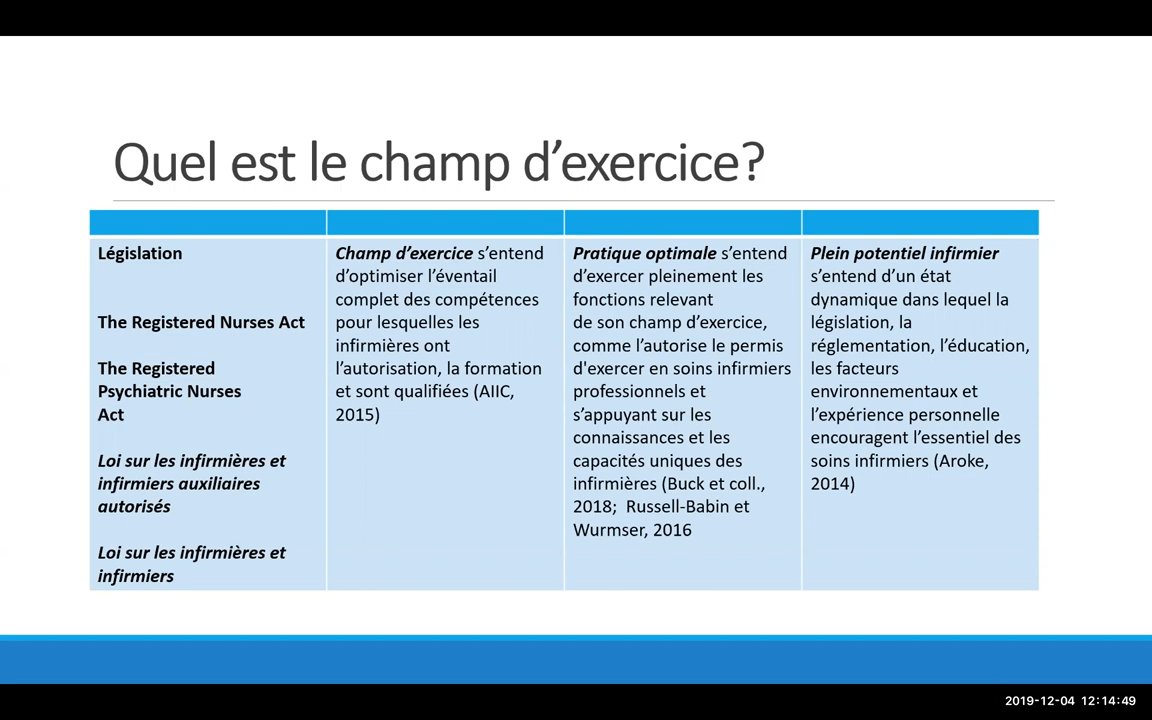 Quel est le champ d’exercice?
Législation
The Registered Nurses Act
The Registered
Psychiatric Nurses
Act
Loi sur les infirmières et
infirmiers auxiliaires
autorisés
Loi sur les infirmières et
infirmiers
Champ d’exercice s’entend
d’optimiser l’éventail
complet des compétences
pour lesquelles les
infirmières ont
l’autorisation, la formation
et sont qualifiées (AIIC,
2015)
Pratique optimale s’entend
d’exercer pleinement les
fonctions relevant
de son champ d’exercice,
comme l’autorise le permis
d'exercer en soins infirmiers
professionnels et
s’appuyant sur les
connaissances et les
capacités uniques des
infirmières (Buck et coll.,
2018;  Russell-Babin et
Wurmser, 2016
Plein potentiel infirmier
s’entend d’un état
dynamique dans lequel la
législation, la
réglementation, l’éducation,
les facteurs
environnementaux et
l’expérience personnelle
encouragent l’essentiel des
soins infirmiers (Aroke,
2014)
2019-12-04 12:14:49